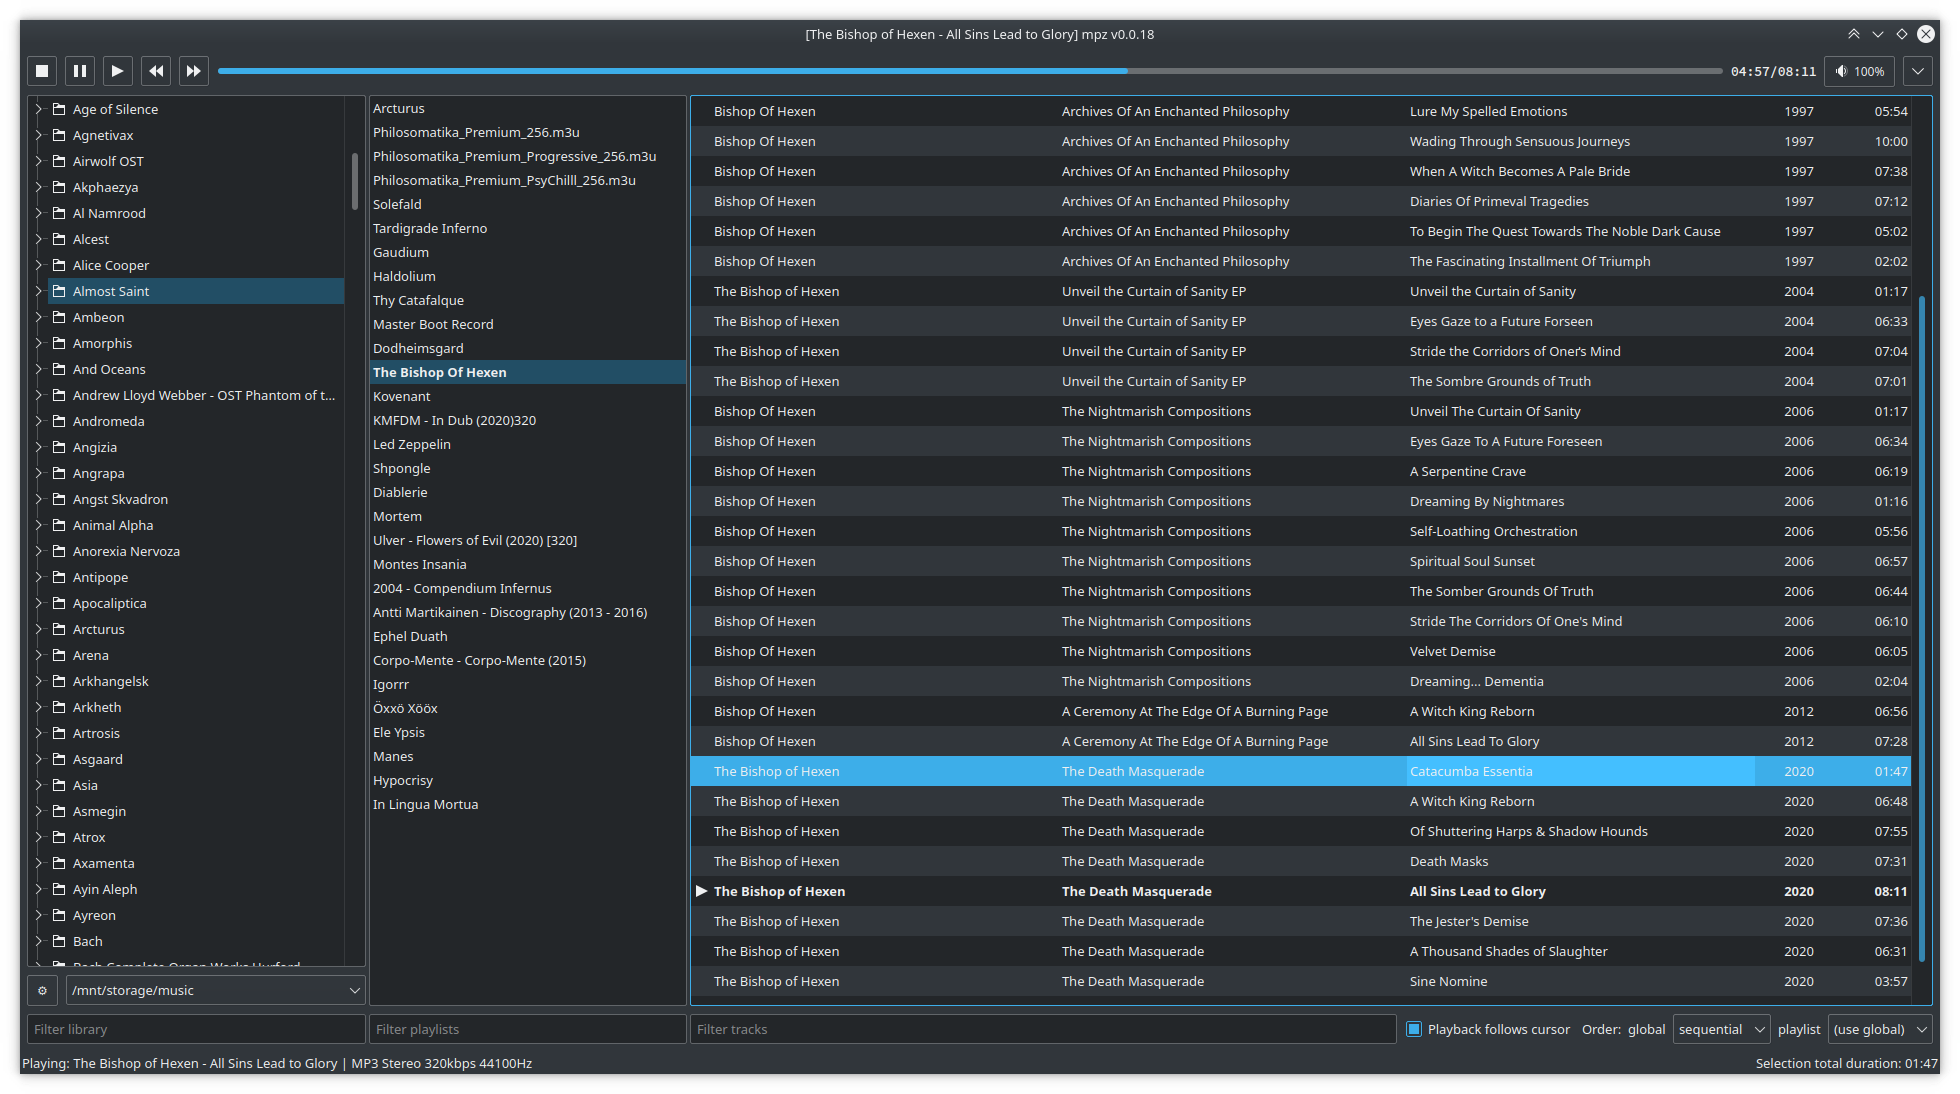 [The Bishop of Hexen - All Sins Lead to Glory] mpz v0.0.18
04:57/08:11 100%
Age of Silence
Agnetivax
Airwolf OST
Akphaezya
Al Namrood
Alcest
Alice Cooper
Almost Saint
Ambeon
Amorphis
And Oceans
Andrew Lloyd Webber - OST Phantom of t...
Andromeda
Angizia
Angrapa
Angst Skvadron
Animal Alpha
Anorexia Nervoza
Antipope
Apocaliptica
Arcturus
Arena
Arkhangelsk
Arkheth
Artrosis
Asgaard
Asia
Asmegin
Atrox
Axamenta
Ayin Aleph
Ayreon
Bach
Bach Complete Organ Works Hurford
/mnt/storage/music
Filter library
Arcturus
Philosomatika_Premium_256.m3u
Philosomatika_Premium_Progressive_256.m3u
Philosomatika_Premium_PsyChilll_256.m3u
Solefald
Tardigrade Inferno
Gaudium
Haldolium
Thy Catafalque
Master Boot Record
Dodheimsgard
The Bishop Of Hexen
Kovenant
KMFDM - In Dub (2020)320
Led Zeppelin
Shpongle
Diablerie
Mortem
Ulver - Flowers of Evil (2020) [320]
Montes Insania
2004 - Compendium Infernus
Antti Martikainen - Discography (2013 - 2016)
Ephel Duath
Corpo-Mente - Corpo-Mente (2015)
Igorrr
Öxxö Xööx
Ele Ypsis
Manes
Hypocrisy
In Lingua Mortua
Filter playlists
Bishop Of Hexen Archives Of An Enchanted Philosophy Lure My Spelled Emotions 1997 05:54
Bishop Of Hexen Archives Of An Enchanted Philosophy Wading Through Sensuous Journeys 1997 10:00
Bishop Of Hexen Archives Of An Enchanted Philosophy When A Witch Becomes A Pale Bride 1997 07:38
Bishop Of Hexen Archives Of An Enchanted Philosophy Diaries Of Primeval Tragedies 1997 07:12
Bishop Of Hexen Archives Of An Enchanted Philosophy To Begin The Quest Towards The Noble Dark Cause 1997 05:02
Bishop Of Hexen Archives Of An Enchanted Philosophy The Fascinating Installment Of Triumph 1997 02:02
The Bishop of Hexen Unveil the Curtain of Sanity EP Unveil the Curtain of Sanity 2004 01:17
The Bishop of Hexen Unveil the Curtain of Sanity EP Eyes Gaze to a Future Forseen 2004 06:33
The Bishop of Hexen Unveil the Curtain of Sanity EP Stride the Corridors of Oner's Mind 2004 07:04
The Bishop of Hexen Unveil the Curtain of Sanity EP The Sombre Grounds of Truth 2004 07:01
Bishop Of Hexen The Nightmarish Compositions Unveil The Curtain Of Sanity 2006 01:17
Bishop Of Hexen The Nightmarish Compositions Eyes Gaze To A Future Foreseen 2006 06:34
Bishop Of Hexen The Nightmarish Compositions A Serpentine Crave 2006 06:19
Bishop Of Hexen The Nightmarish Compositions Dreaming By Nightmares 2006 01:16
Bishop Of Hexen The Nightmarish Compositions Self-Loathing Orchestration 2006 05:56
Bishop Of Hexen The Nightmarish Compositions Spiritual Soul Sunset 2006 06:57
Bishop Of Hexen The Nightmarish Compositions The Somber Grounds Of Truth 2006 06:44
Bishop Of Hexen The Nightmarish Compositions Stride The Corridors Of One's Mind 2006 06:10
Bishop Of Hexen The Nightmarish Compositions Velvet Demise 2006 06:05
Bishop Of Hexen The Nightmarish Compositions Dreaming... Dementia 2006 02:04
Bishop Of Hexen A Ceremony At The Edge Of A Burning Page A Witch King Reborn 2012 06:56
Bishop Of Hexen A Ceremony At The Edge Of A Burning Page All Sins Lead To Glory 2012 07:28
The Bishop of Hexen The Death Masquerade Catacumba Essentia 2020 01:47
The Bishop of Hexen The Death Masquerade A Witch King Reborn 2020 06:48
The Bishop of Hexen The Death Masquerade Of Shuttering Harps & Shadow Hounds 2020 07:55
The Bishop of Hexen The Death Masquerade Death Masks 2020 07:31
The Bishop of Hexen The Death Masquerade All Sins Lead to Glory 2020 08:11
The Bishop of Hexen The Death Masquerade The Jester's Demise 2020 07:36
The Bishop of Hexen The Death Masquerade A Thousand Shades of Slaughter 2020 06:31
The Bishop of Hexen The Death Masquerade Sine Nomine 2020 03:57
Filter tracks Playback follows cursor Order: global sequential playlist (use global)
Playing: The Bishop of Hexen - All Sins Lead to Glory | MP3 Stereo 320kbps 44100Hz Selection total duration: 01:47